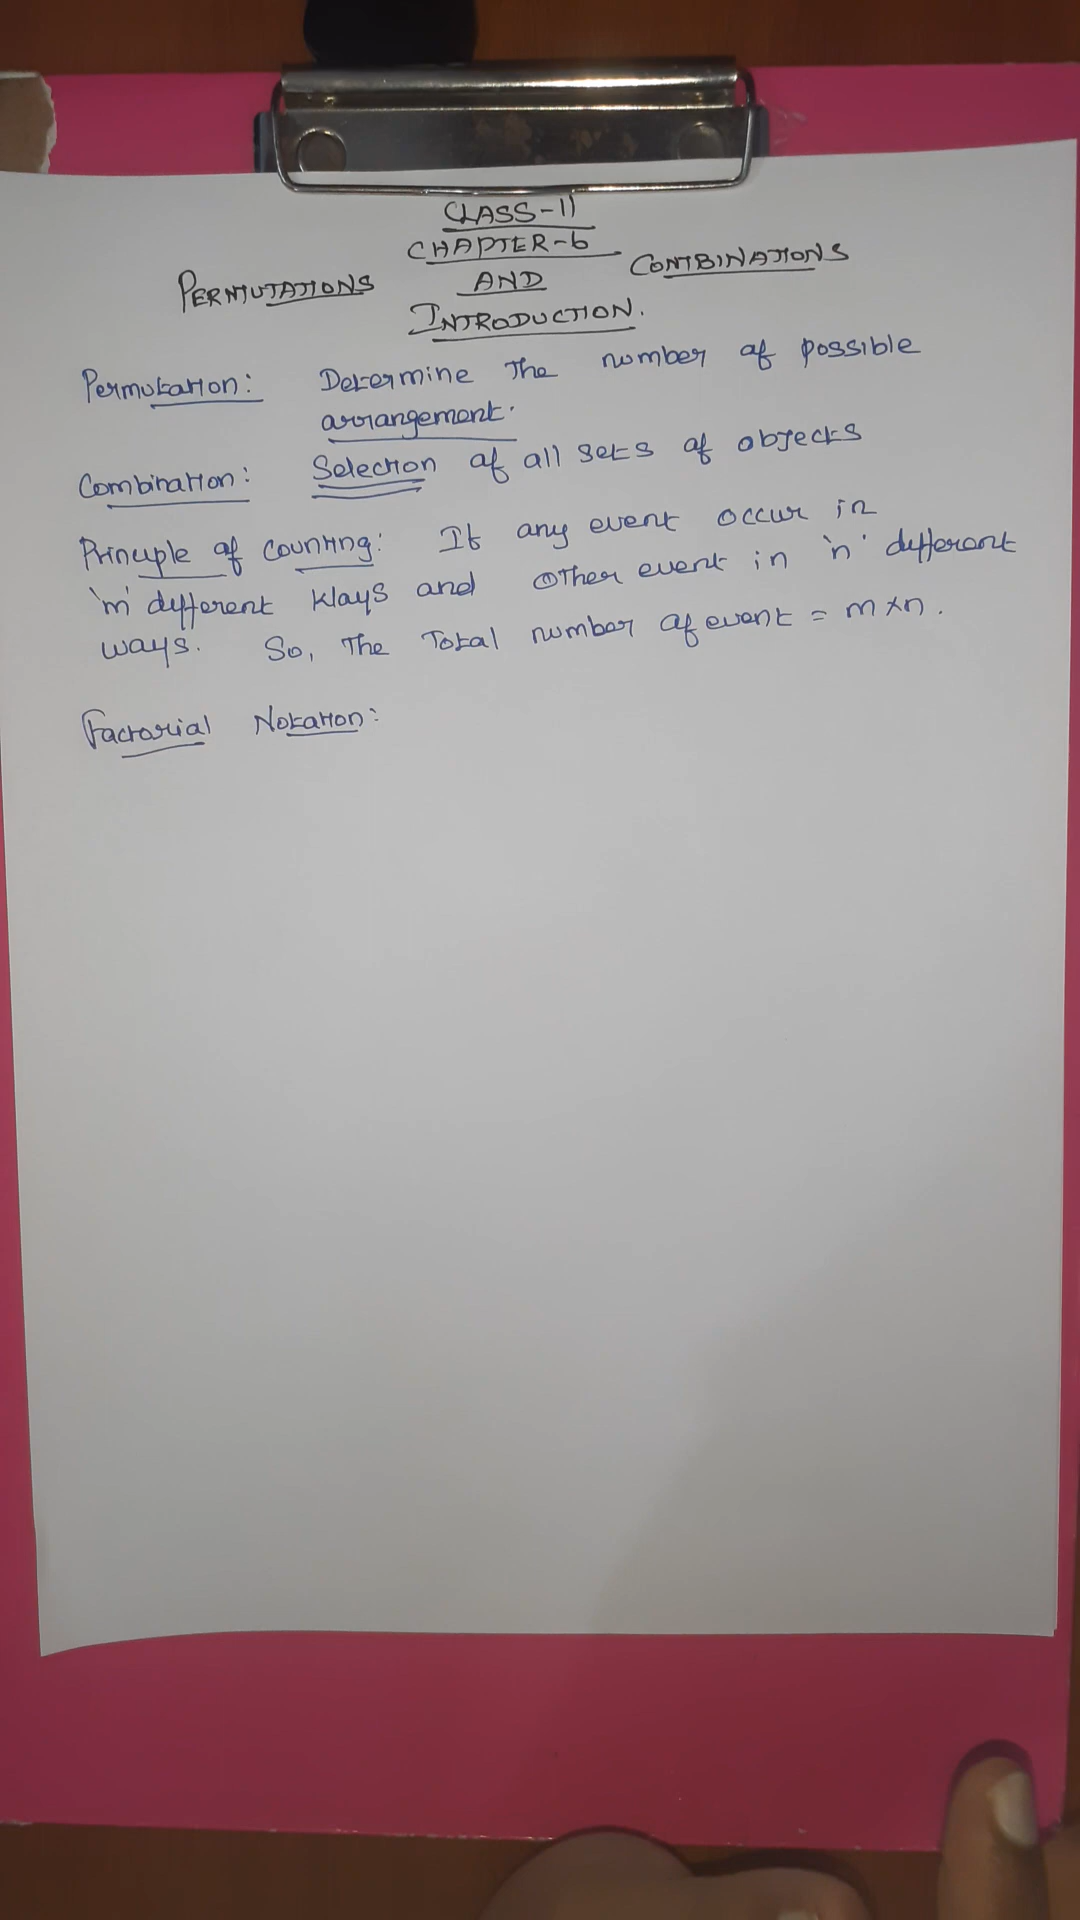 CLASS-11
CHAPTER-6
PERMUTATIONS AND COMBINATIONS
INTRODUCTION.
Permutation: Determine The number of possible
arrangement.
Combination: Selection of all sets of objects
Principle of Counting: If any event occur in
'm' different ways and other event in 'n' different
ways. So, The Total number of event = m×n.
Factorial Notation: